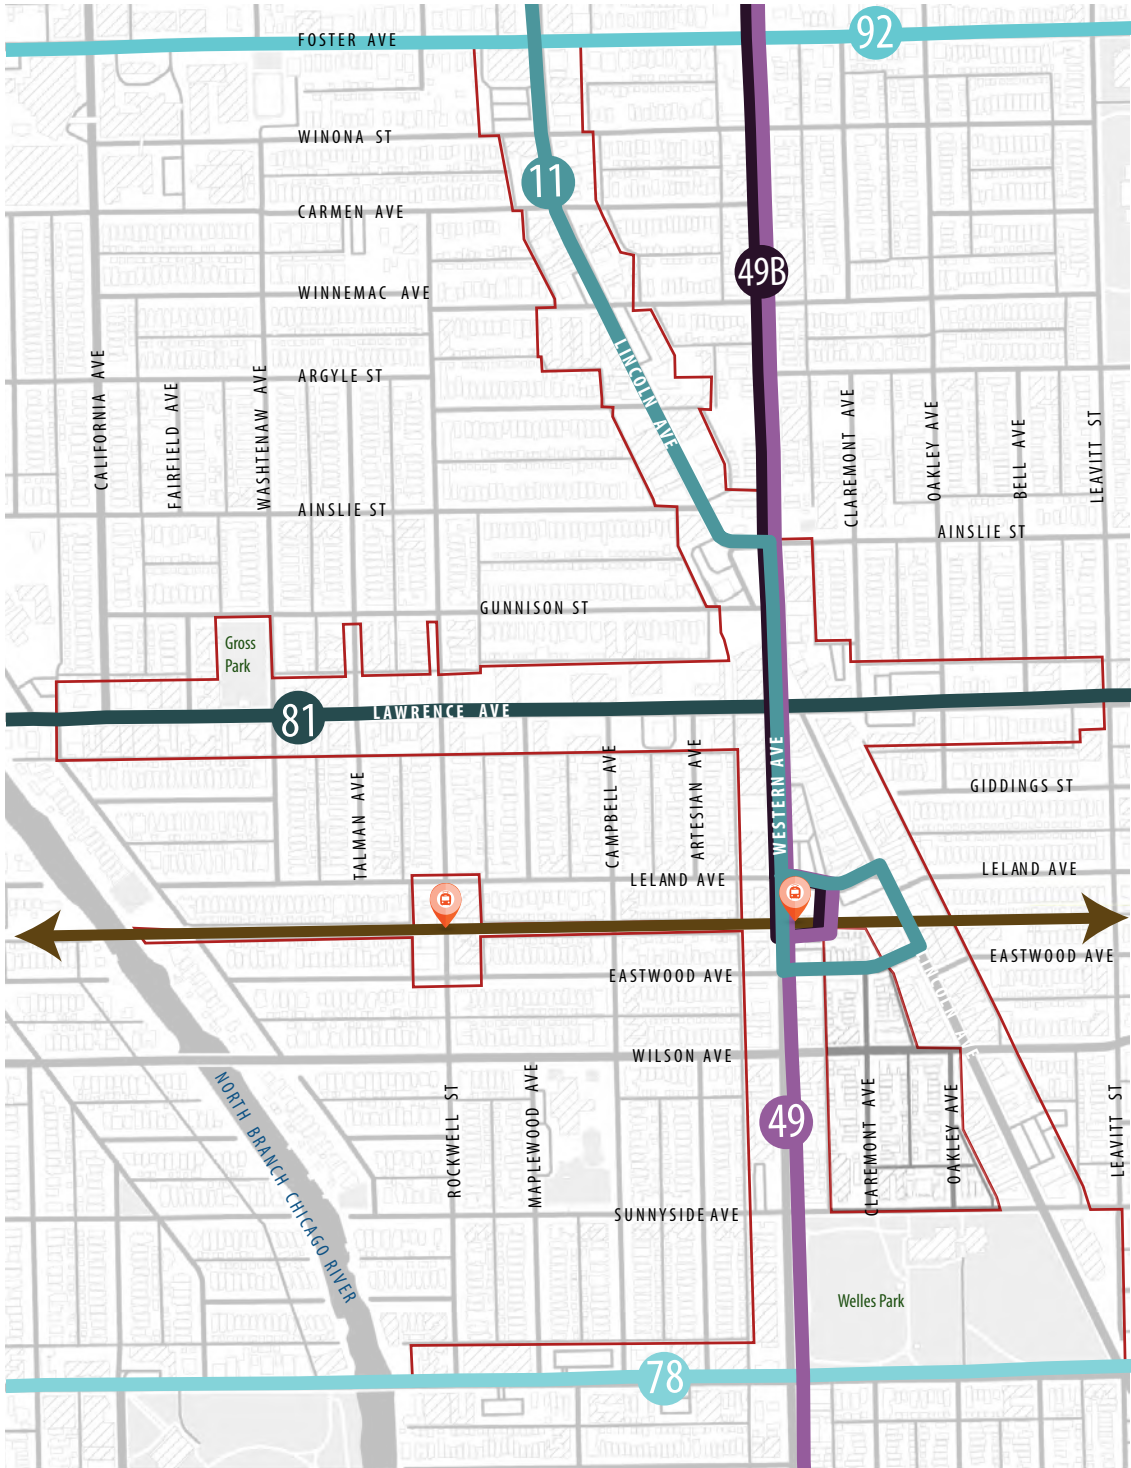 92
FOSTER AVE
WINONA ST
11
CARMEN AVE
49B
WINNEMAC AVE
LINCOLN AVE
ARGYLE ST
CALIFORNIA AVE
FAIRFIELD AVE
WASHTENAW AVE
CLAREMONT AVE
OAKLEY AVE
BELL AVE
LEAVITT ST
AINSLIE ST
AINSLIE ST
GUNNISON ST
Gross
Park
81
LAWRENCE AVE
WESTERN AVE
TALMAN AVE
CAMPBELL AVE
ARTESIAN AVE
GIDDINGS ST
LELAND AVE
LELAND AVE
EASTWOOD AVE
EASTWOOD AVE
LINCOLN AVE
WILSON AVE
NORTH BRANCH CHICAGO RIVER
ROCKWELL ST
MAPLEWOOD AVE
49
CLAREMONT AVE
OAKLEY AVE
LEAVITT ST
SUNNYSIDE AVE
Welles Park
78